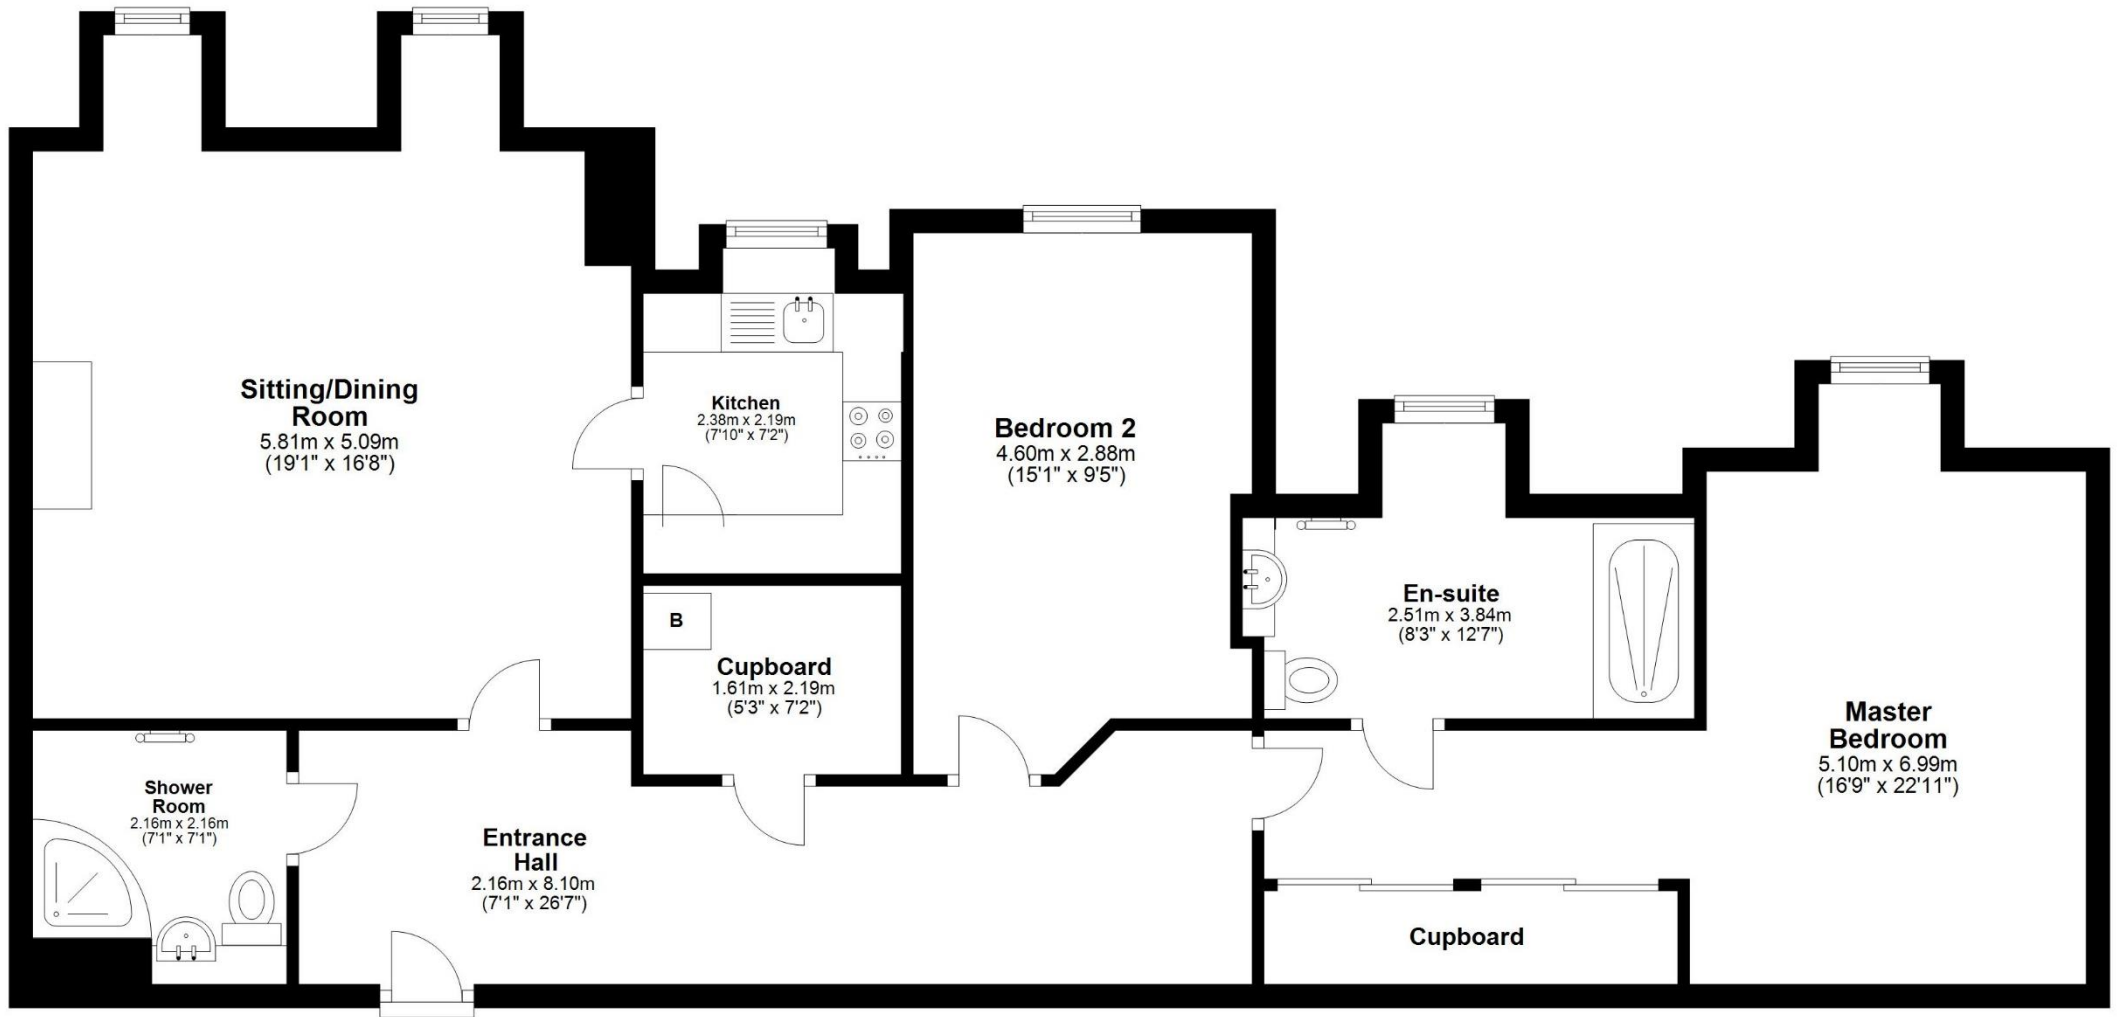 Sitting/Dining
Room
5.81m x 5.09m
(19'1" x 16'8")
Kitchen
2.38m x 2.19m
(7'10" x 7'2")
Bedroom 2
4.60m x 2.88m
(15'1" x 9'5")
En-suite
2.51m x 3.84m
(8'3" x 12'7")
B
Cupboard
1.61m x 2.19m
(5'3" x 7'2")
Master
Bedroom
5.10m x 6.99m
(16'9" x 22'11")
Shower
Room
2.16m x 2.16m
(7'1" x 7'1")
Entrance
Hall
2.16m x 8.10m
(7'1" x 26'7")
Cupboard